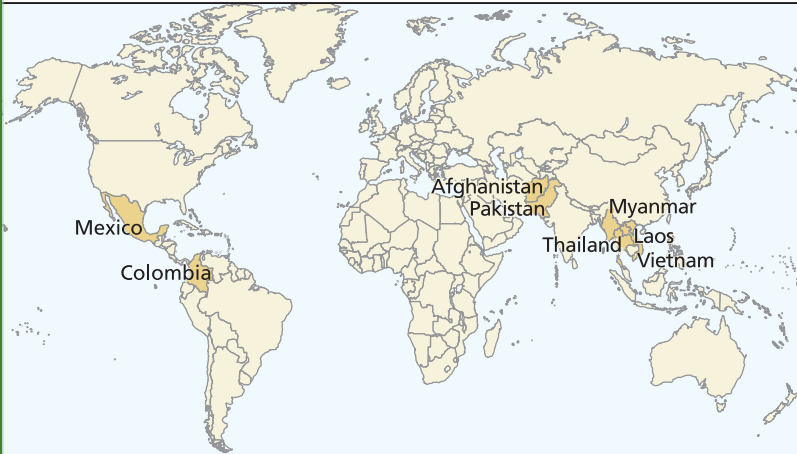 Afghanistan
Pakistan
Mexico
Myanmar
Thailand
Laos
Vietnam
Colombia